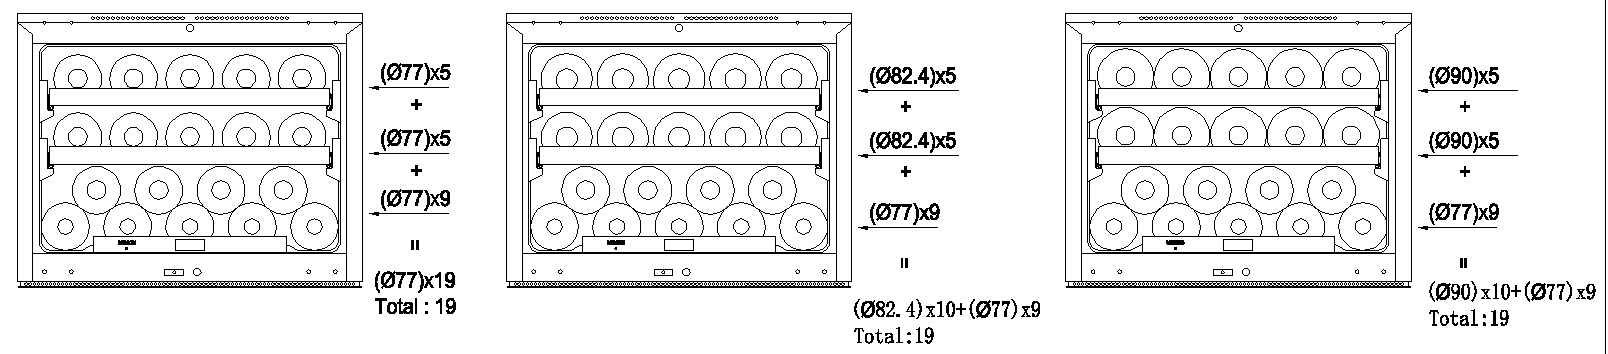 (Ø77)x5
+
(Ø77)x5
+
(Ø77)x9
=
(Ø77)x19
Total : 19
(Ø82.4)x5
+
(Ø82.4)x5
+
(Ø77)x9
=
(Ø82.4)x10+(Ø77)x9
Total:19
(Ø90)x5
+
(Ø90)x5
+
(Ø77)x9
=
(Ø90)x10+(Ø77)x9
Total:19